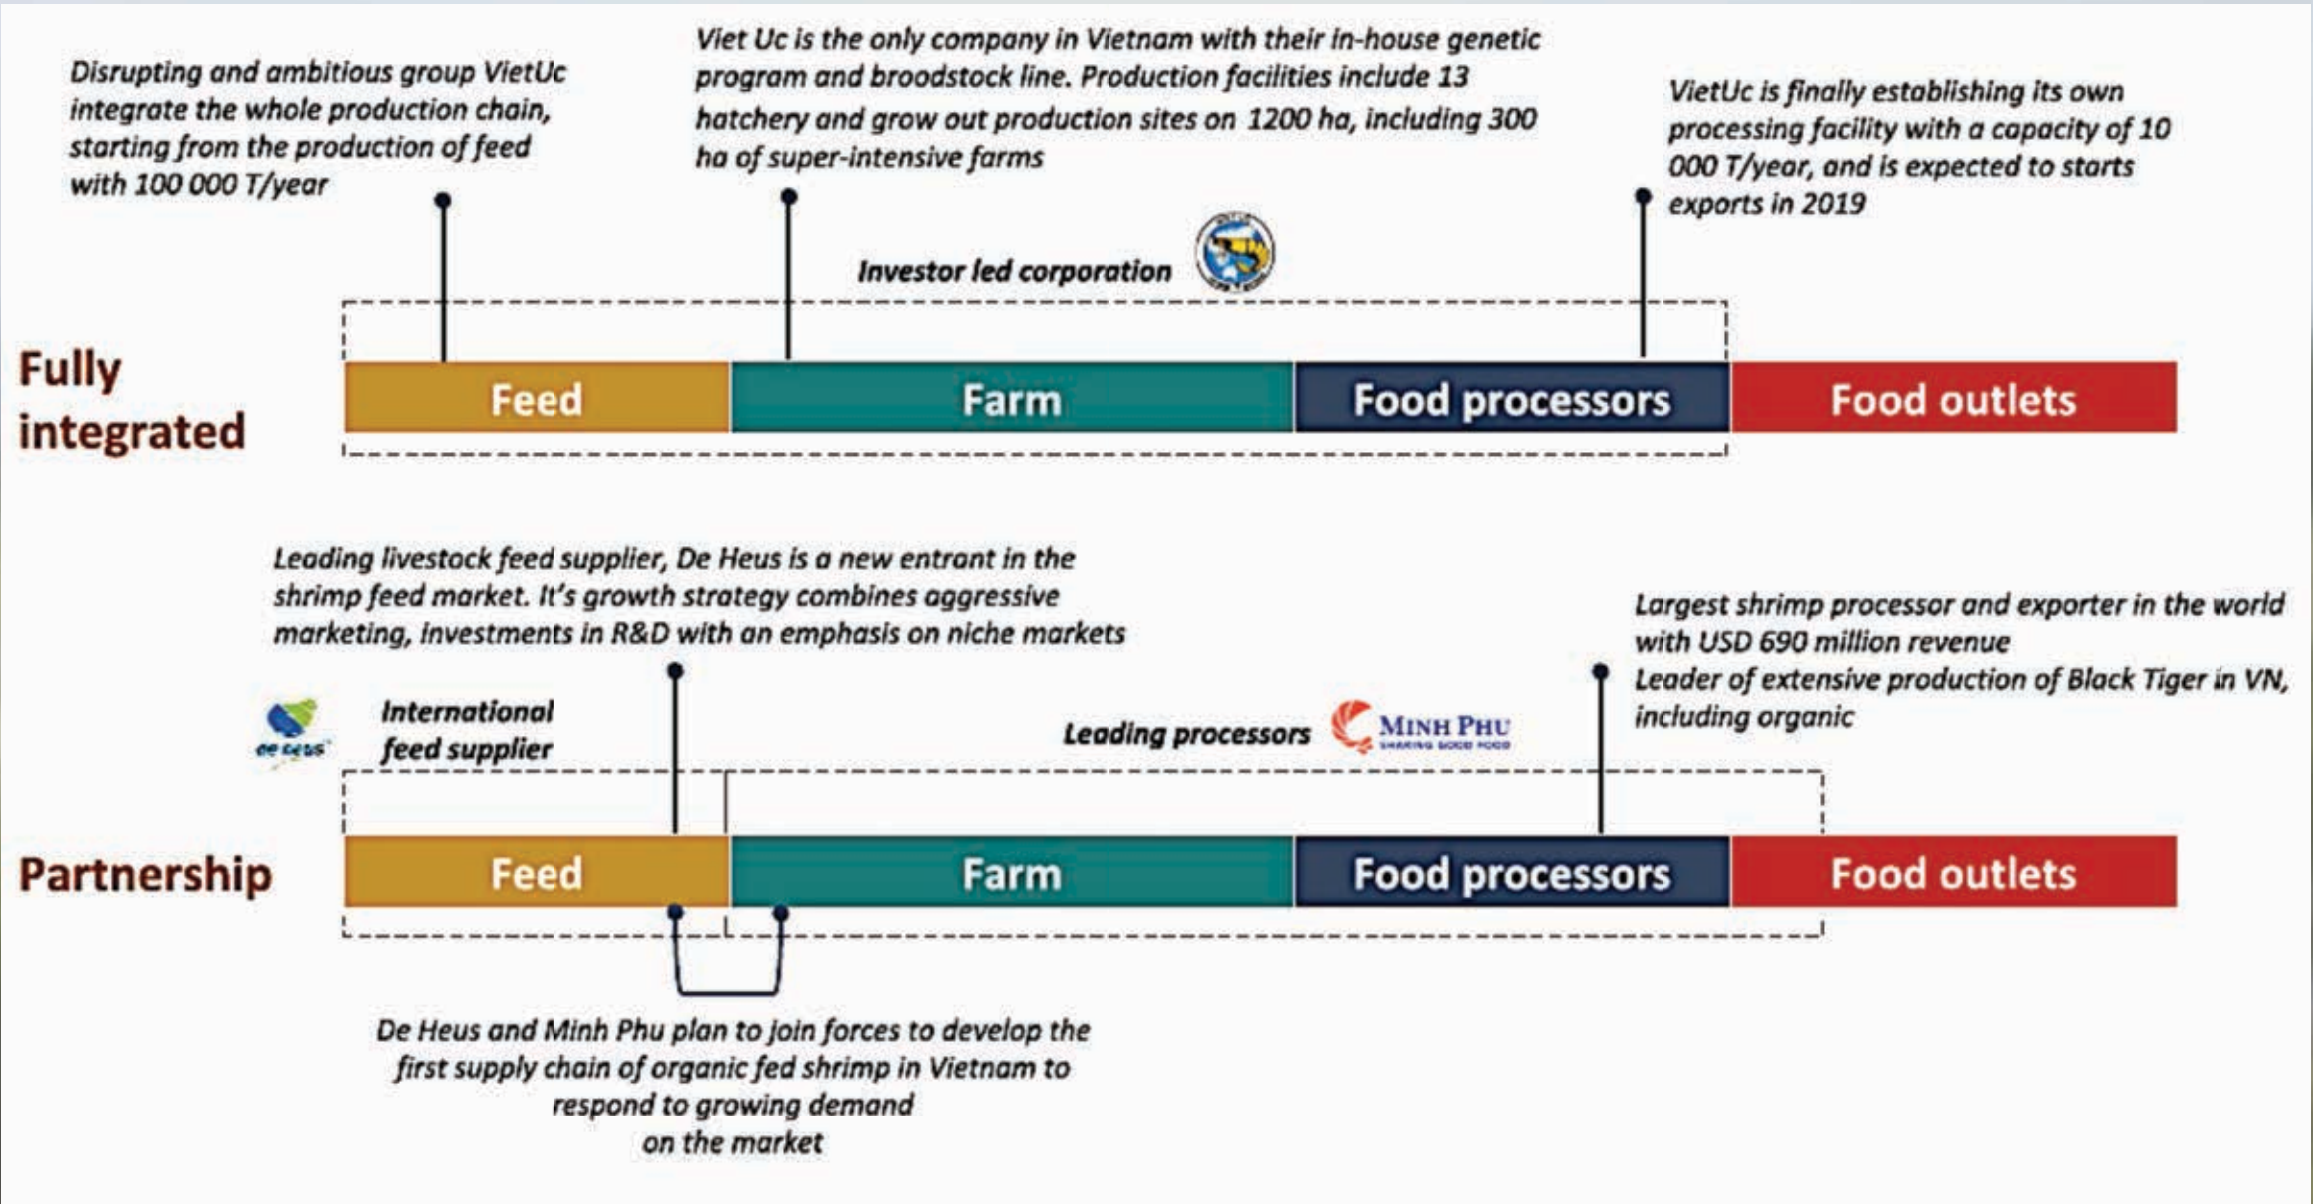 Disrupting and ambitious group VietUc
integrate the whole production chain,
starting from the production of feed
with 100 000 T/year
Viet Uc is the only company in Vietnam with their in-house genetic
program and broodstock line. Production facilities include 13
hatchery and grow out production sites on 1200 ha, including 300
ha of super-intensive farms
VietUc is finally establishing its own
processing facility with a capacity of 10
000 T/year, and is expected to starts
exports in 2019
Investor led corporation
Fully
integrated
Feed
Farm
Food processors
Food outlets
Leading livestock feed supplier, De Heus is a new entrant in the
shrimp feed market. It's growth strategy combines aggressive
marketing, investments in R&D with an emphasis on niche markets
Largest shrimp processor and exporter in the world
with USD 690 million revenue
Leader of extensive production of Black Tiger in VN,
including organic
de heus
International
feed supplier
Leading processors
MINH PHU
SHARING GOOD FOOD
Partnership
Feed
Farm
Food processors
Food outlets
De Heus and Minh Phu plan to join forces to develop the
first supply chain of organic fed shrimp in Vietnam to
respond to growing demand
on the market